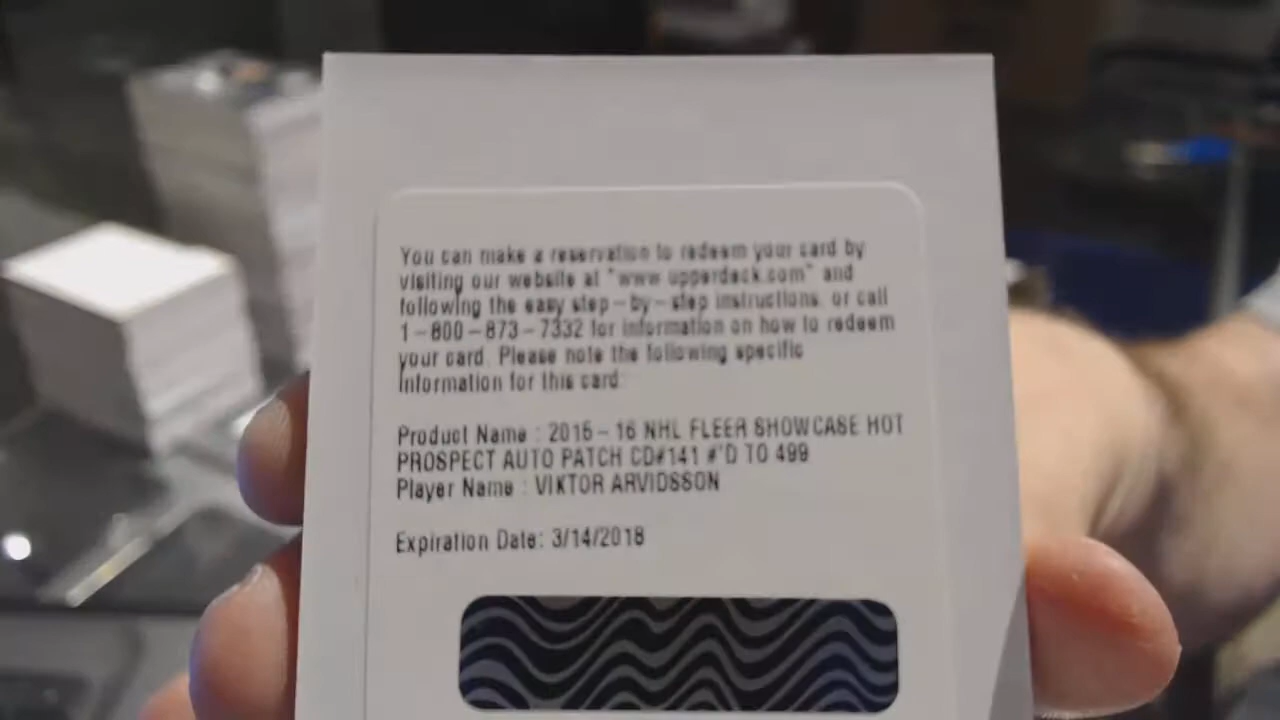 You can make a reservation to redeem your card by
visiting our website at "www upperdeck.com" and
following the easy step-by-step instructions. or call
1-800-873-7332 for information on how to redeem
your card. Please note the following specific
information for this card:
Product Name : 2015-16 NHL FLEER SHOWCASE HOT
PROSPECT AUTO PATCH CD#141 #'D TO 499
Player Name : VIKTOR ARVIDSSON
Expiration Date: 3/14/2018